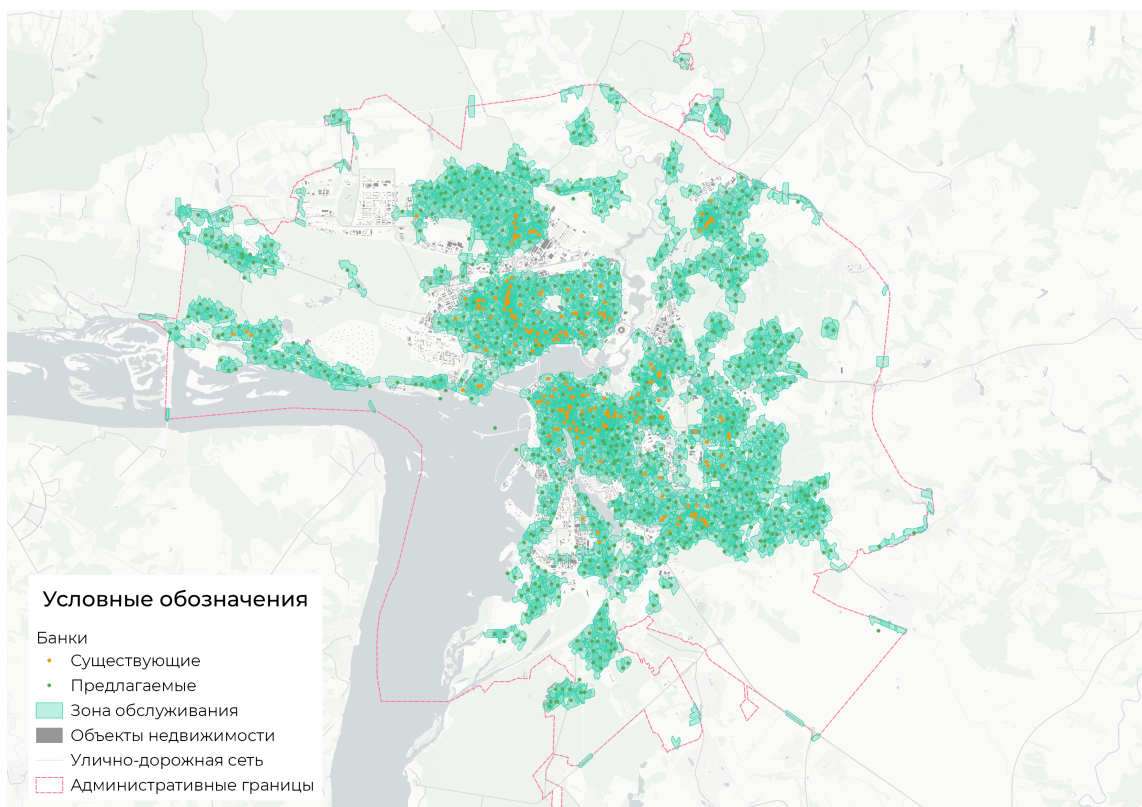 Условные обозначения
Банки
Существующие
Предлагаемые
Зона обслуживания
Объекты недвижимости
Улично-дорожная сеть
Административные границы